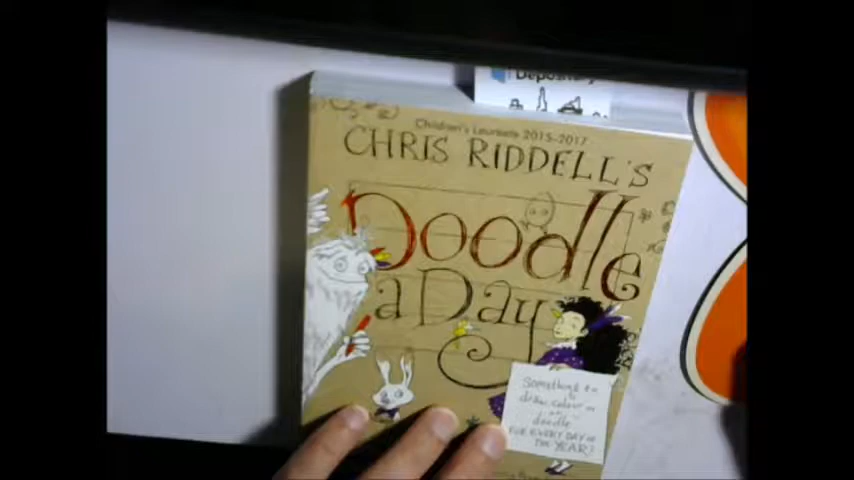 Depository
Children's Laureate 2015-2017
CHRIS RIDDELL'S
Doodle
a Day
Something to
draw, colour or
doodle
FOR EVERY DAY OF
THE YEAR!